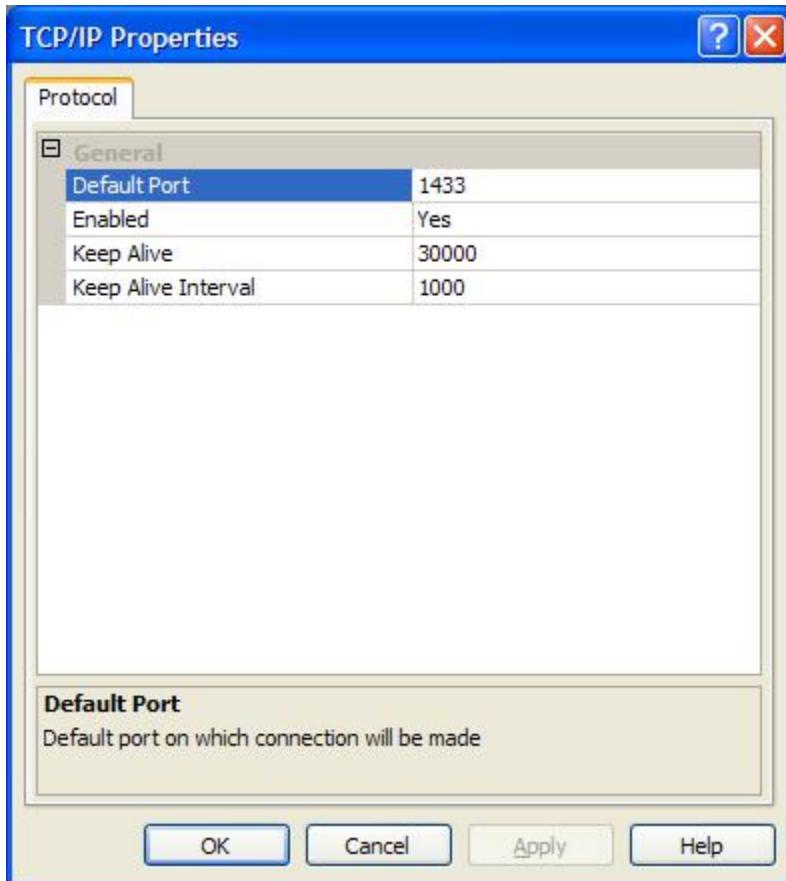 TCP/IP Properties
Protocol
General
Default Port 1433
Enabled Yes
Keep Alive 30000
Keep Alive Interval 1000
Default Port
Default port on which connection will be made
OK Cancel Apply Help